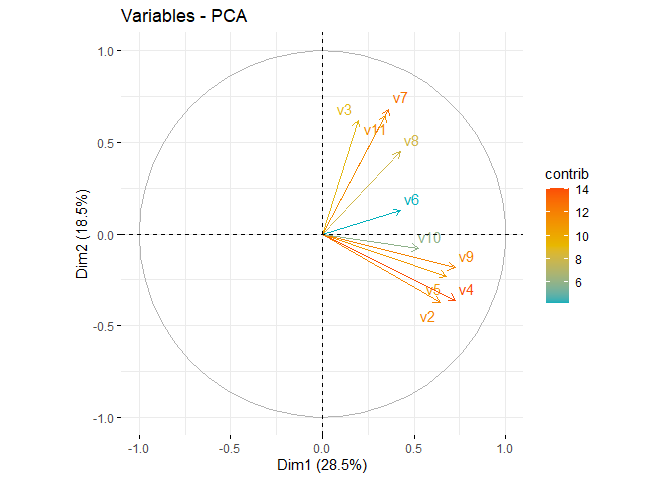 Variables - PCA
1.0
0.5
0.0
-0.5
-1.0
Dim2 (18.5%)
v7
v3
v11
v8
v6
v10
v9
v5
v4
v2
-1.0
-0.5
0.0
0.5
1.0
Dim1 (28.5%)
contrib
14
12
10
8
6